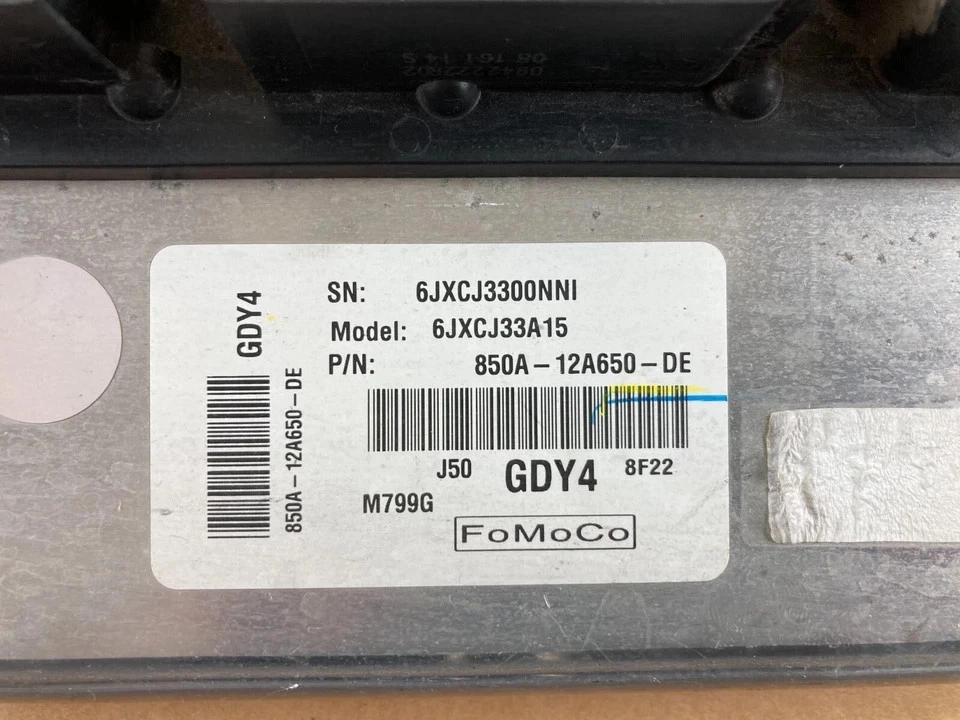 SN: 6JXCJ3300NNI
Model: 6JXCJ33A15
P/N: 850A-12A650-DE
GDY4
850A-12A650-DE
J50 GDY4 8F22
M799G
FoMoCo